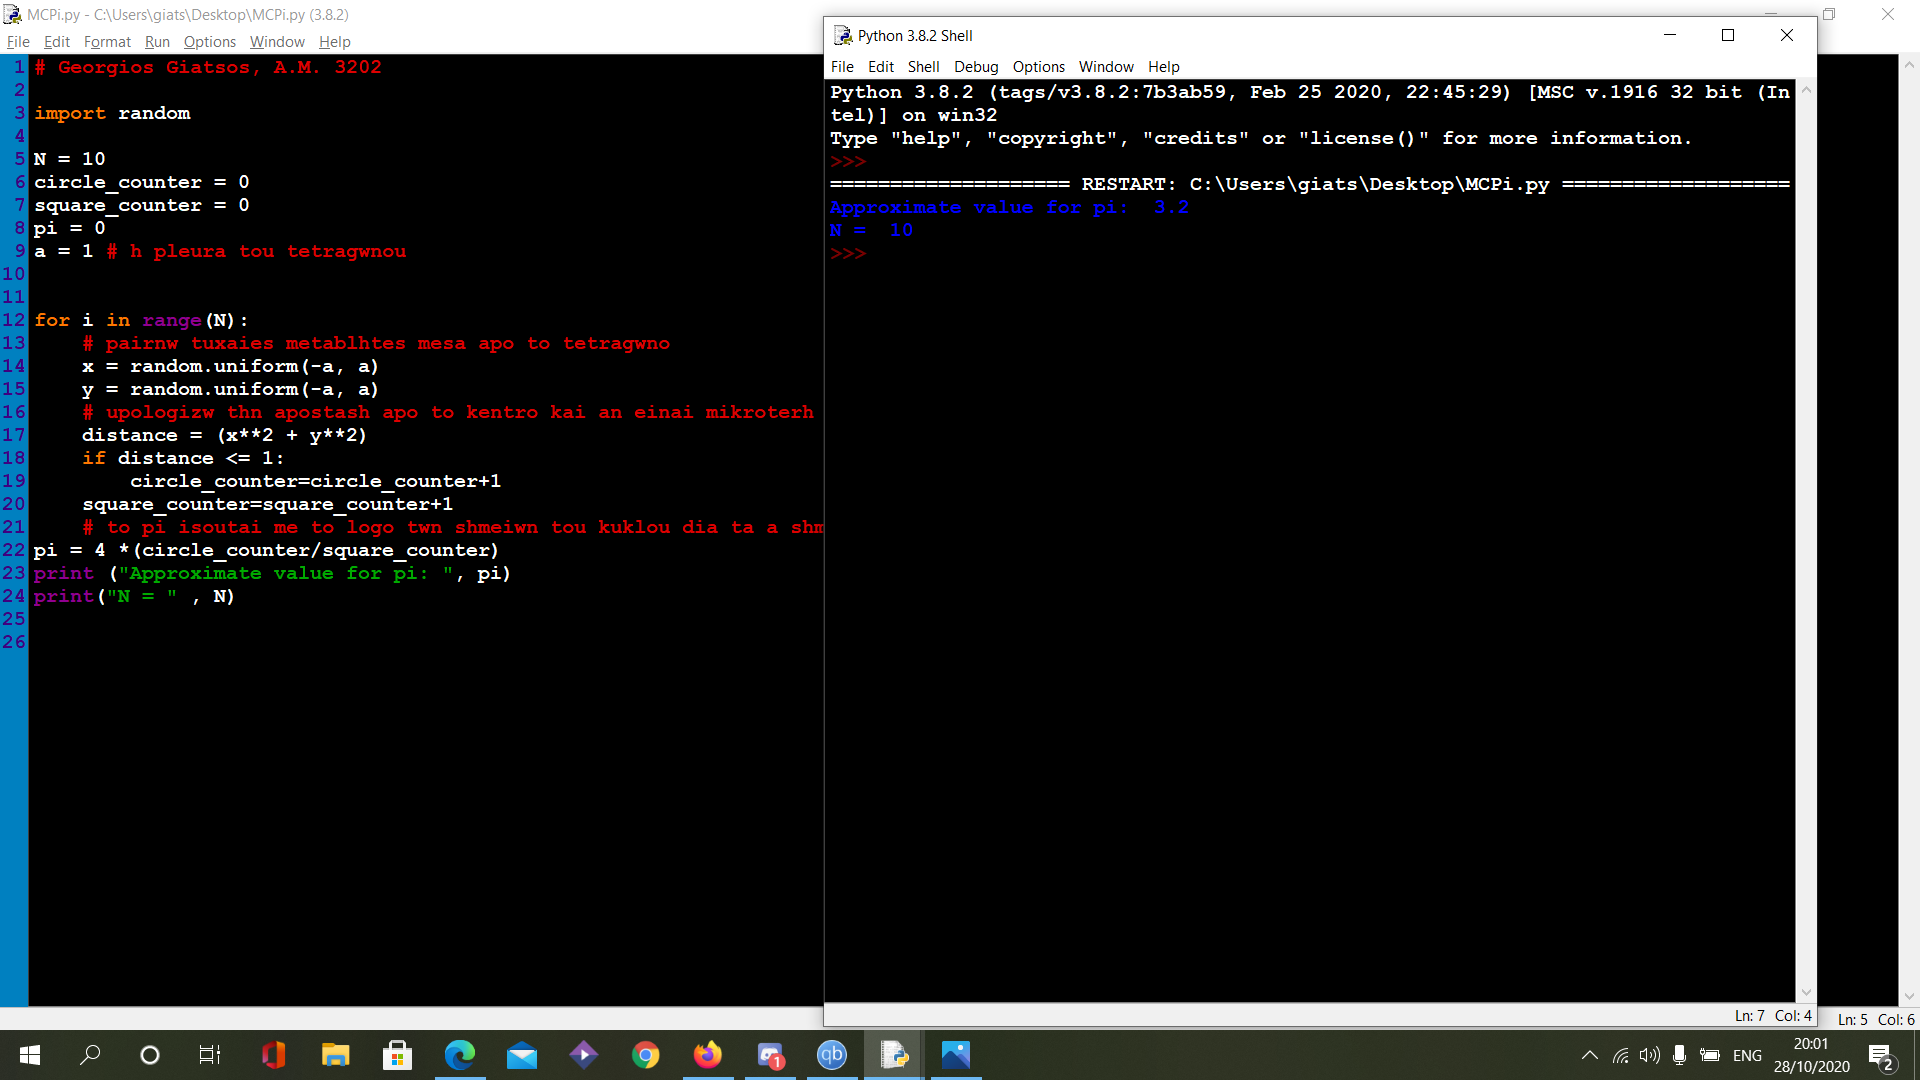 MCPi.py - C:\Users\giats\Desktop\MCPi.py (3.8.2)
File Edit Format Run Options Window Help
1 # Georgios Giatsos, A.M. 3202
2
3 import random
4
5 N = 10
6 circle_counter = 0
7 square_counter = 0
8 pi = 0
9 a = 1 # h pleura tou tetragwnou
10
11
12 for i in range(N):
13 # pairnw tuxaies metablhtes mesa apo to tetragwno
14 x = random.uniform(-a, a)
15 y = random.uniform(-a, a)
16 # upologizw thn apostash apo to kentro kai an einai mikroterh
17 distance = (x**2 + y**2)
18 if distance <= 1:
19 circle_counter=circle_counter+1
20 square_counter=square_counter+1
21 # to pi isoutai me to logo twn shmeiwn tou kuklou dia ta a shm
22 pi = 4 *(circle_counter/square_counter)
23 print ("Approximate value for pi: ", pi)
24 print("N = " , N)
25
26
Python 3.8.2 Shell
File Edit Shell Debug Options Window Help
Python 3.8.2 (tags/v3.8.2:7b3ab59, Feb 25 2020, 22:45:29) [MSC v.1916 32 bit (In
tel)] on win32
Type "help", "copyright", "credits" or "license()" for more information.
>>>
==================== RESTART: C:\Users\giats\Desktop\MCPi.py ===================
Approximate value for pi:  3.2
N =  10
>>>
Ln: 7 Col: 4
Ln: 5 Col: 6
1
qb
ENG
20:01
28/10/2020
2